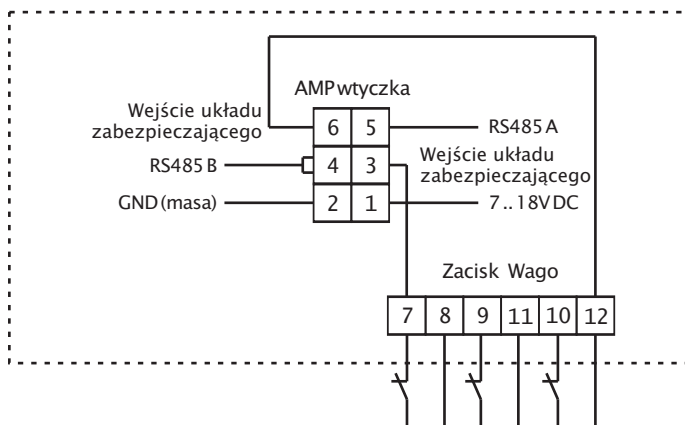 AMP wtyczka
Wejście układu
zabezpieczającego
6 5
RS485 A
RS485 B
4 3
Wejście układu
zabezpieczającego
GND (masa)
2 1
7 .. 18V DC
Zacisk Wago
7 8 9 11 10 12